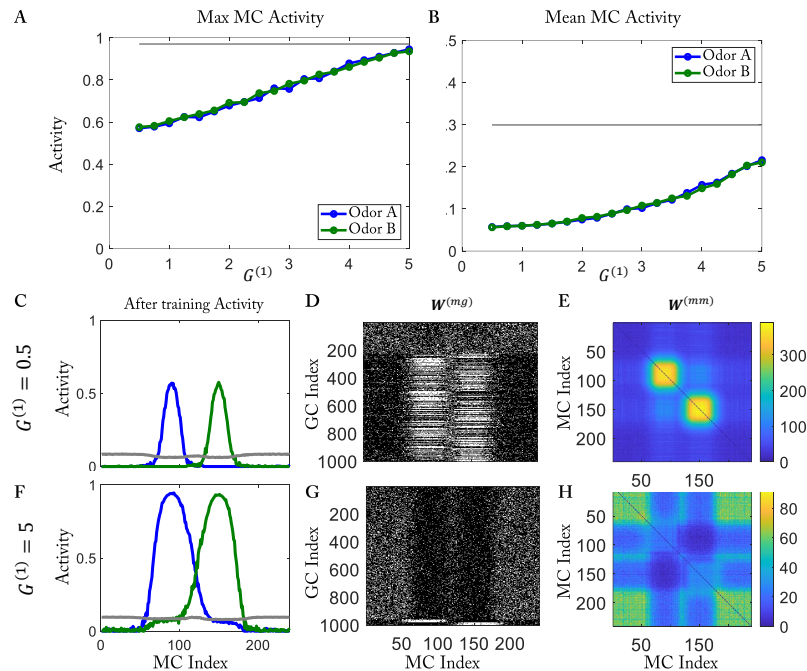 A
Max MC Activity
B
Mean MC Activity
1
0.8
0.6
0.4
0.2
0
Activity
Odor A
Odor B
0
1
2
3
4
5
G(1)
.5
.4
.3
.2
.1
0
Odor A
Odor B
0
1
2
3
4
5
G(1)
C
After training Activity
D
W(mg)
E
W(mm)
G(1) = 0.5
Activity
1
0.5
0
0
100
200
GC Index
200
400
600
800
1000
MC Index
50
100
150
200
50
150
300
200
100
0
F
G
H
G(1) = 5
Activity
1
0.5
0
0
100
200
MC Index
GC Index
200
400
600
800
1000
50 100 150 200
MC Index
50
100
150
200
50
150
MC Index
80
60
40
20
0